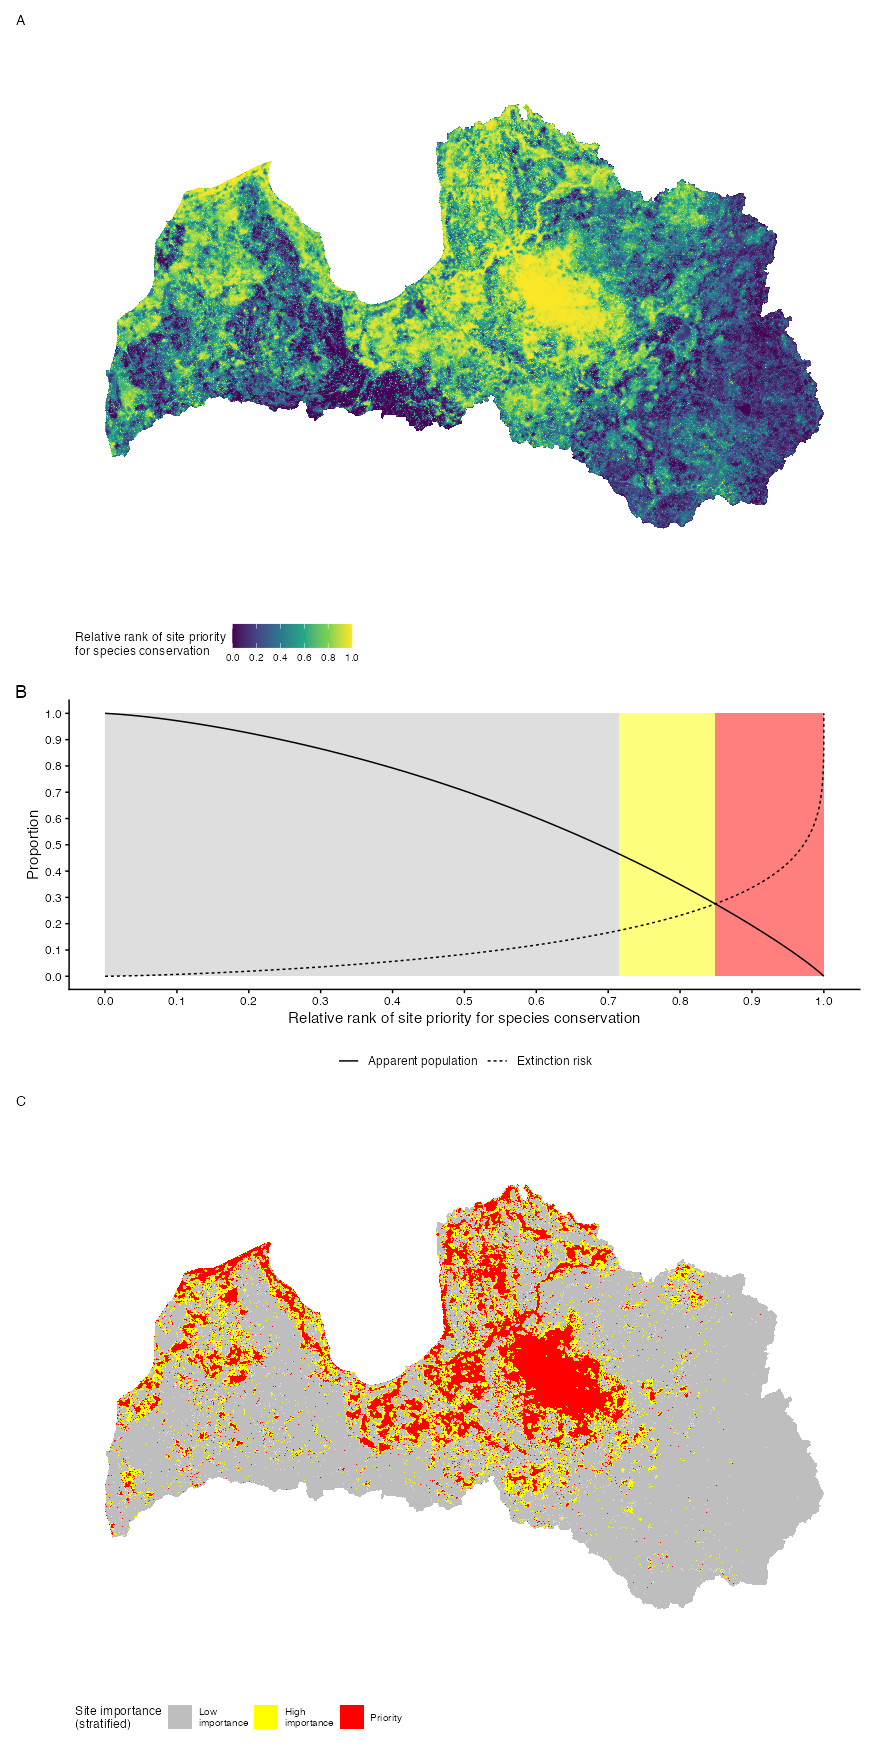 A
Relative rank of site priority
for species conservation
0.0 0.2 0.4 0.6 0.8 1.0
B
1.0
0.9
0.8
0.7
0.6
0.5
0.4
0.3
0.2
0.1
0.0
Proportion
0.0 0.1 0.2 0.3 0.4 0.5 0.6 0.7 0.8 0.9 1.0
Relative rank of site priority for species conservation
Apparent population Extinction risk
C
Site importance
(stratified)
Low
importance
High
importance
Priority